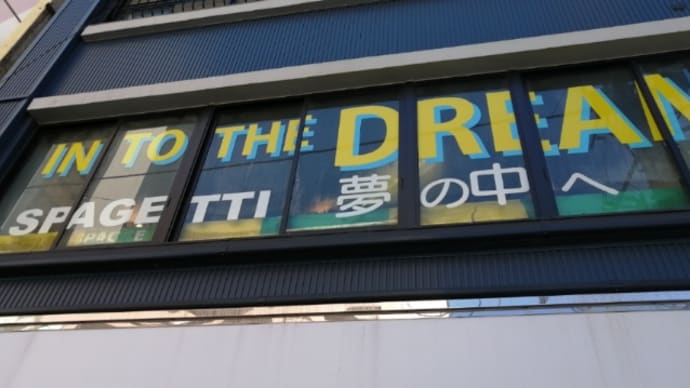 IN TO THE DREAM
SPAGETTI 夢の中へ